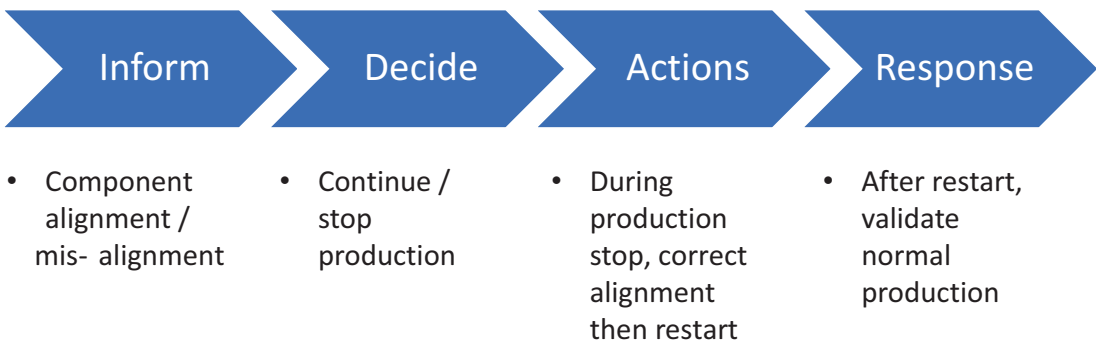 Inform
Decide
Actions
Response
• Component
alignment /
mis- alignment
• Continue /
stop
production
• During
production
stop, correct
alignment
then restart
• After restart,
validate
normal
production